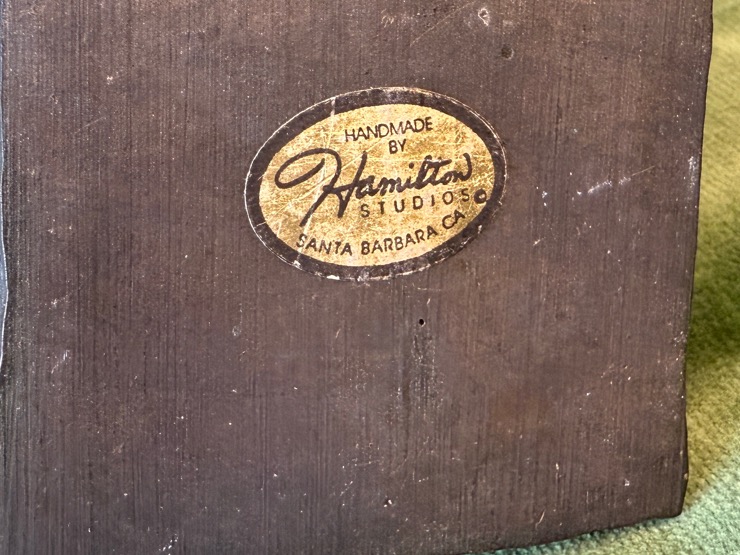 HANDMADE
BY
Hamilton
STUDIOS ©
SANTA BARBARA CA